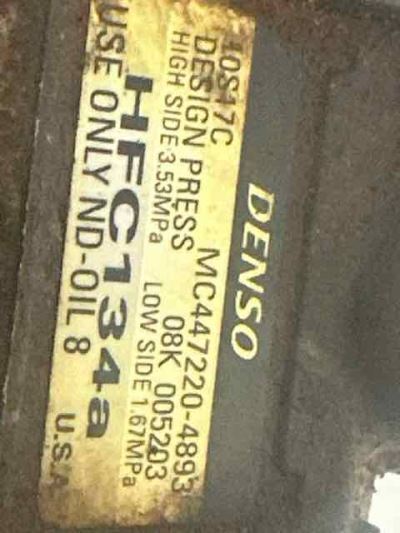 DENSO
10S17C MC447220-4893
DESIGN PRESS 08K 005203
HIGH SIDE 3.53MPa LOW SIDE 1.67MPa
HFC134a
USE ONLY ND-OIL 8 U.S.A